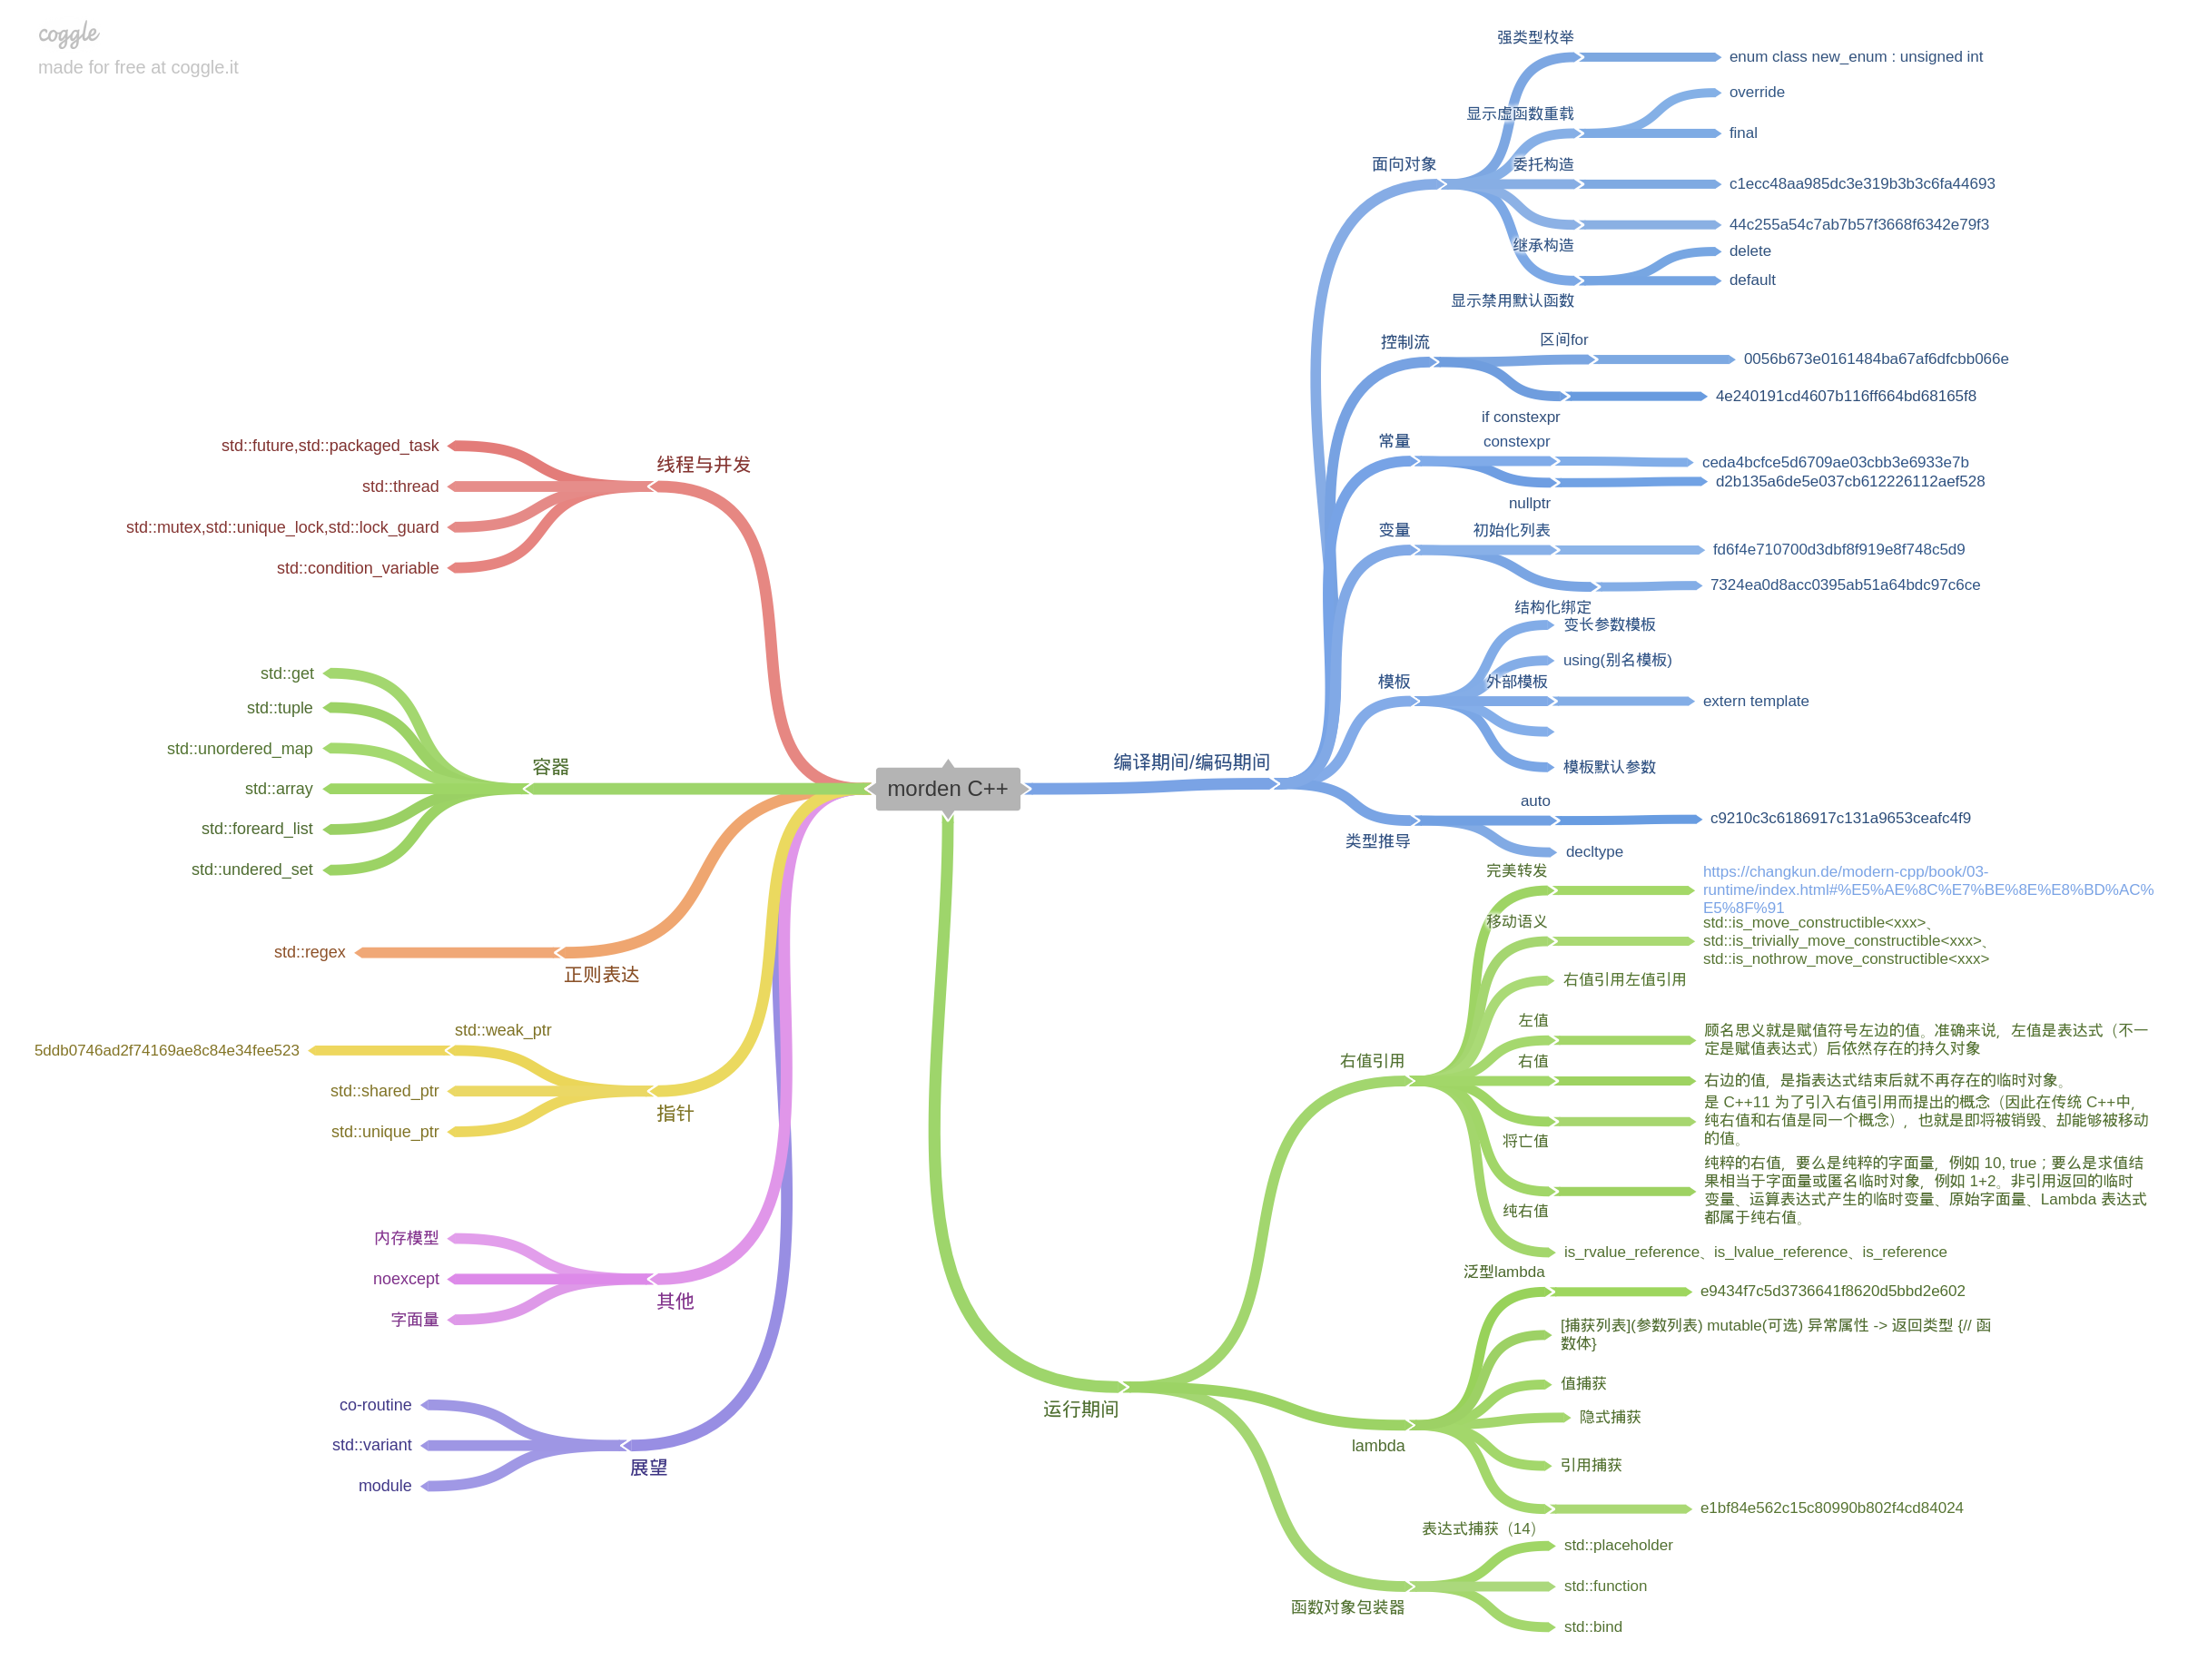 coggle
made for free at coggle.it
morden C++
编译期间/编码期间
面向对象
强类型枚举
enum class new_enum : unsigned int
显示虚函数重载
override
final
委托构造
c1ecc48aa985dc3e319b3b3c6fa44693
继承构造
44c255a54c7ab7b57f3668f6342e79f3
显示禁用默认函数
delete
default
控制流
区间for
0056b673e0161484ba67af6dfcbb066e
if constexpr
4e240191cd4607b116ff664bd68165f8
常量
constexpr
ceda4bcfce5d6709ae03cbb3e6933e7b
nullptr
d2b135a6de5e037cb612226112aef528
变量
初始化列表
fd6f4e710700d3dbf8f919e8f748c5d9
结构化绑定
7324ea0d8acc0395ab51a64bdc97c6ce
模板
变长参数模板
using(别名模板)
外部模板
extern template
模板默认参数
类型推导
auto
c9210c3c6186917c131a9653ceafc4f9
decltype
运行期间
右值引用
完美转发
https://changkun.de/modern-cpp/book/03-
runtime/index.html#%E5%AE%8C%E7%BE%8E%E8%BD%AC%
E5%8F%91
移动语义
std::is_move_constructible<xxx>、
std::is_trivially_move_constructible<xxx>、
std::is_nothrow_move_constructible<xxx>
右值引用左值引用
左值
顾名思义就是赋值符号左边的值。准确来说，左值是表达式（不一
定是赋值表达式）后依然存在的持久对象
右值
右边的值，是指表达式结束后就不再存在的临时对象。
将亡值
是 C++11 为了引入右值引用而提出的概念（因此在传统 C++中，
纯右值和右值是同一个概念），也就是即将被销毁、却能够被移动
的值。
纯右值
纯粹的右值，要么是纯粹的字面量，例如 10, true；要么是求值结
果相当于字面量或匿名临时对象，例如 1+2。非引用返回的临时
变量、运算表达式产生的临时变量、原始字面量、Lambda 表达式
都属于纯右值。
is_rvalue_reference、is_lvalue_reference、is_reference
lambda
泛型lambda
e9434f7c5d3736641f8620d5bbd2e602
[捕获列表](参数列表) mutable(可选) 异常属性 -> 返回类型 {// 函
数体}
值捕获
隐式捕获
引用捕获
表达式捕获（14）
e1bf84e562c15c80990b802f4cd84024
函数对象包装器
std::placeholder
std::function
std::bind
线程与并发
std::future,std::packaged_task
std::thread
std::mutex,std::unique_lock,std::lock_guard
std::condition_variable
容器
std::get
std::tuple
std::unordered_map
std::array
std::foreard_list
std::undered_set
正则表达
std::regex
指针
std::weak_ptr
5ddb0746ad2f74169ae8c84e34fee523
std::shared_ptr
std::unique_ptr
其他
内存模型
noexcept
字面量
展望
co-routine
std::variant
module